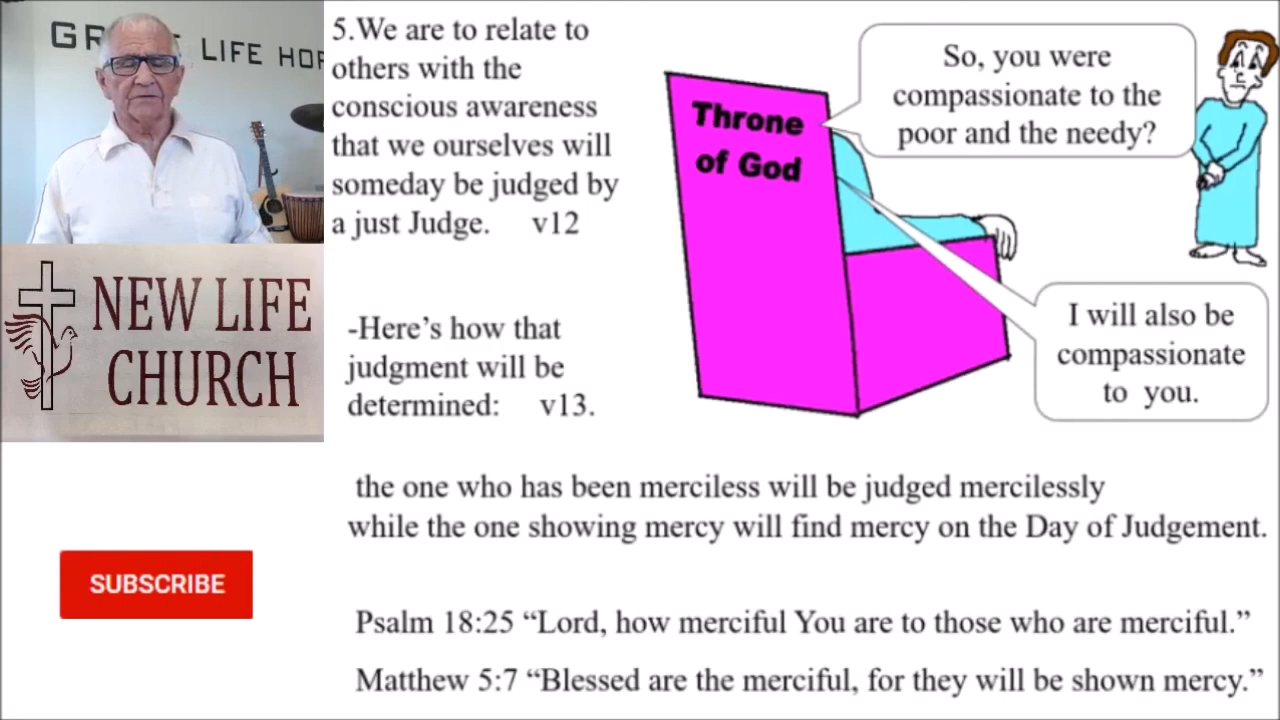 GR LIFE HOP
NEW LIFE
CHURCH
SUBSCRIBE
5.We are to relate to
others with the
conscious awareness
that we ourselves will
someday be judged by
a just Judge. v12
-Here's how that
judgment will be
determined: v13.
Throne
of God
So, you were
compassionate to the
poor and the needy?
I will also be
compassionate
to you.
the one who has been merciless will be judged mercilessly
while the one showing mercy will find mercy on the Day of Judgement.
Psalm 18:25 “Lord, how merciful You are to those who are merciful.”
Matthew 5:7 “Blessed are the merciful, for they will be shown mercy.”